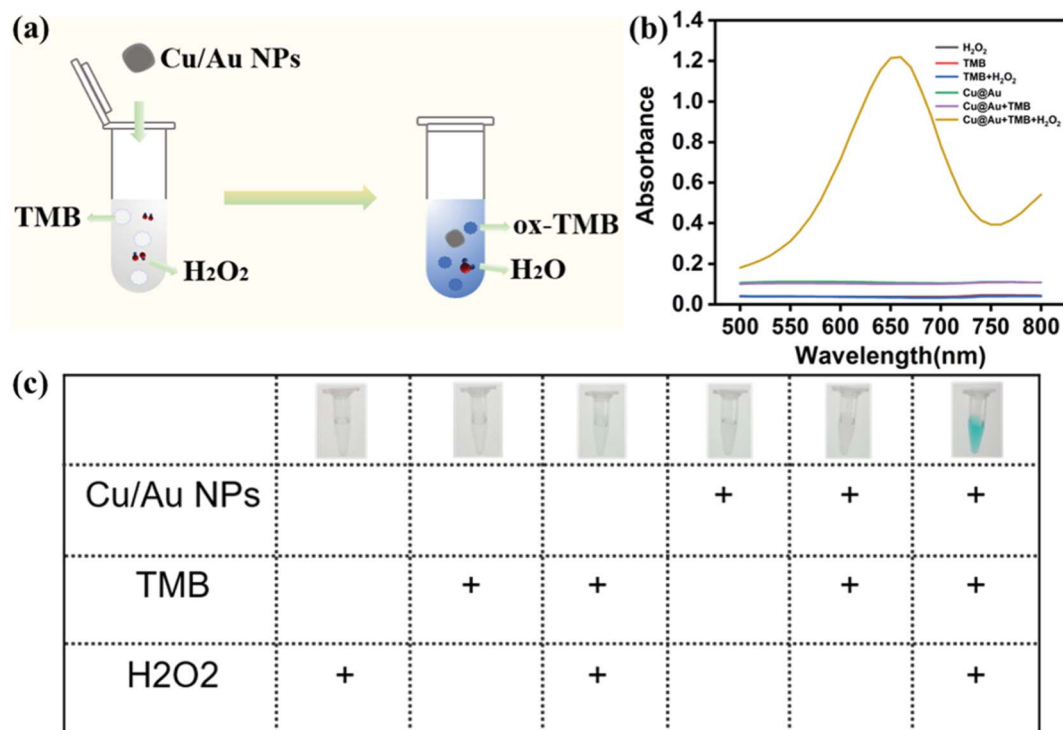 (a)
Cu/Au NPs
TMB
H₂O₂
ox-TMB
H₂O
(b)
1.4
1.2
1.0
0.8
0.6
0.4
0.2
0.0
Absorbance
500 550 600 650 700 750 800
Wavelength(nm)
H₂O₂
TMB
TMB+H₂O₂
Cu@Au
Cu@Au+TMB
Cu@Au+TMB+H₂O₂
(c)
Cu/Au NPs + + +
TMB + + + +
H2O2 + + +